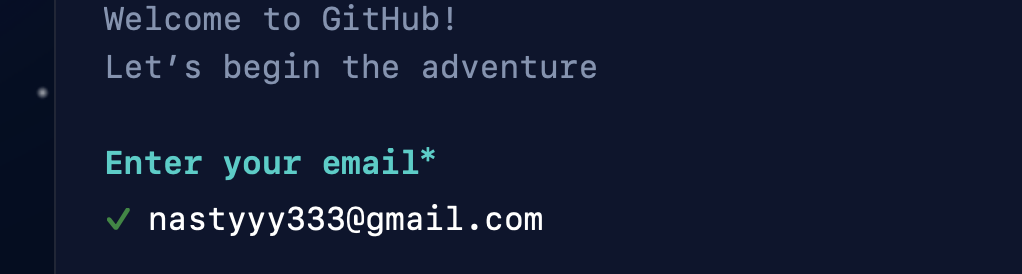 Welcome to GitHub!
Let’s begin the adventure
Enter your email*
✓ nastyyy333@gmail.com